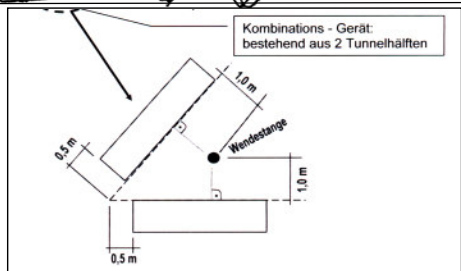 Kombinations - Gerät:
bestehend aus 2 Tunnelhälften
1,0 m
Wendestange
0,5 m
1,0 m
0,5 m